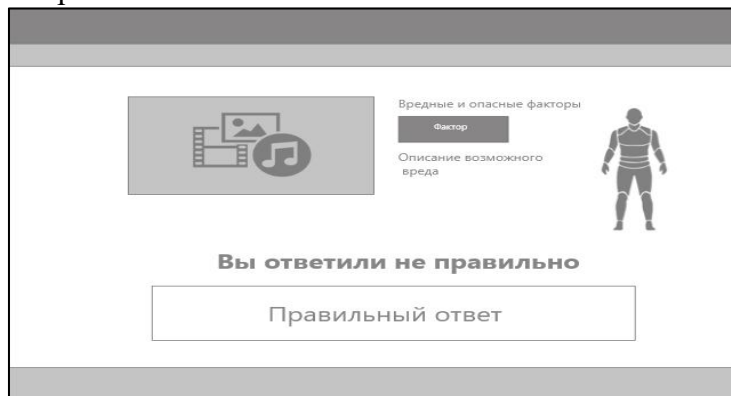 Вредные и опасные факторы
Фактор
Описание возможного
вреда
Вы ответили не правильно
Правильный ответ